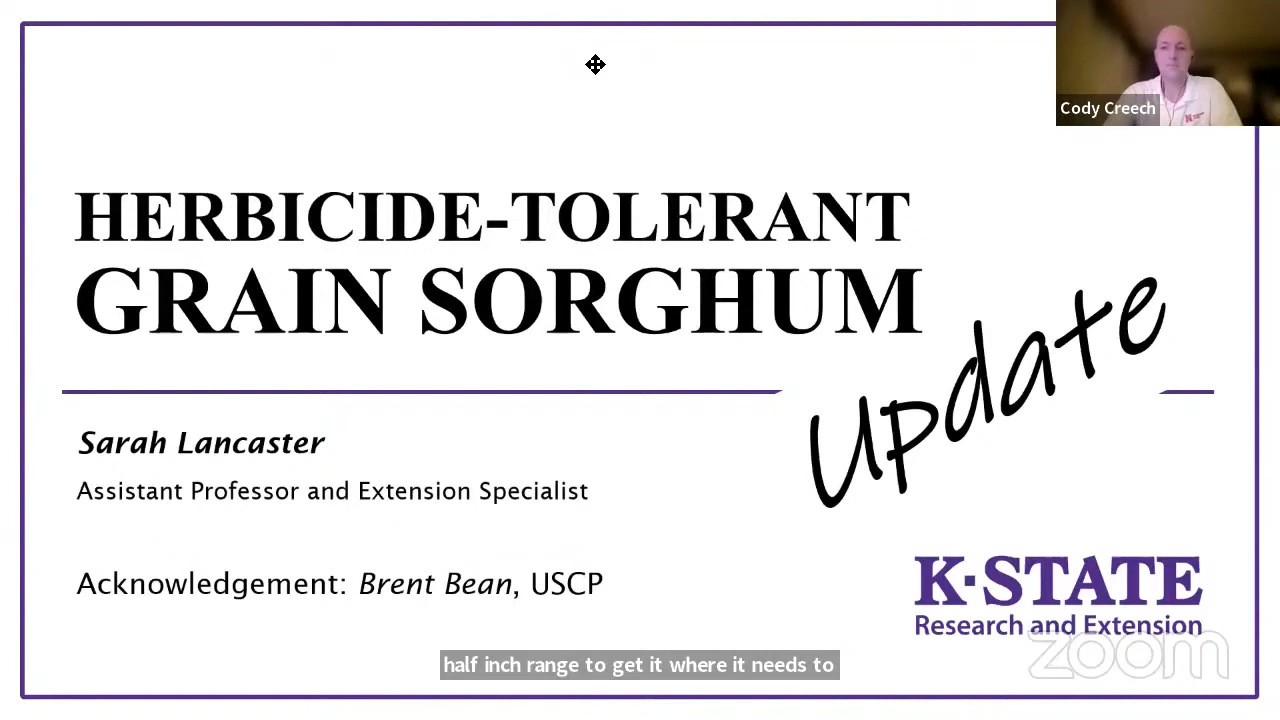 Cody Creech
N
HERBICIDE-TOLERANT
GRAIN SORGHUM
Update
Sarah Lancaster
Assistant Professor and Extension Specialist
Acknowledgement: Brent Bean, USCP
K·STATE
Research and Extension
zoom
half inch range to get it where it needs to